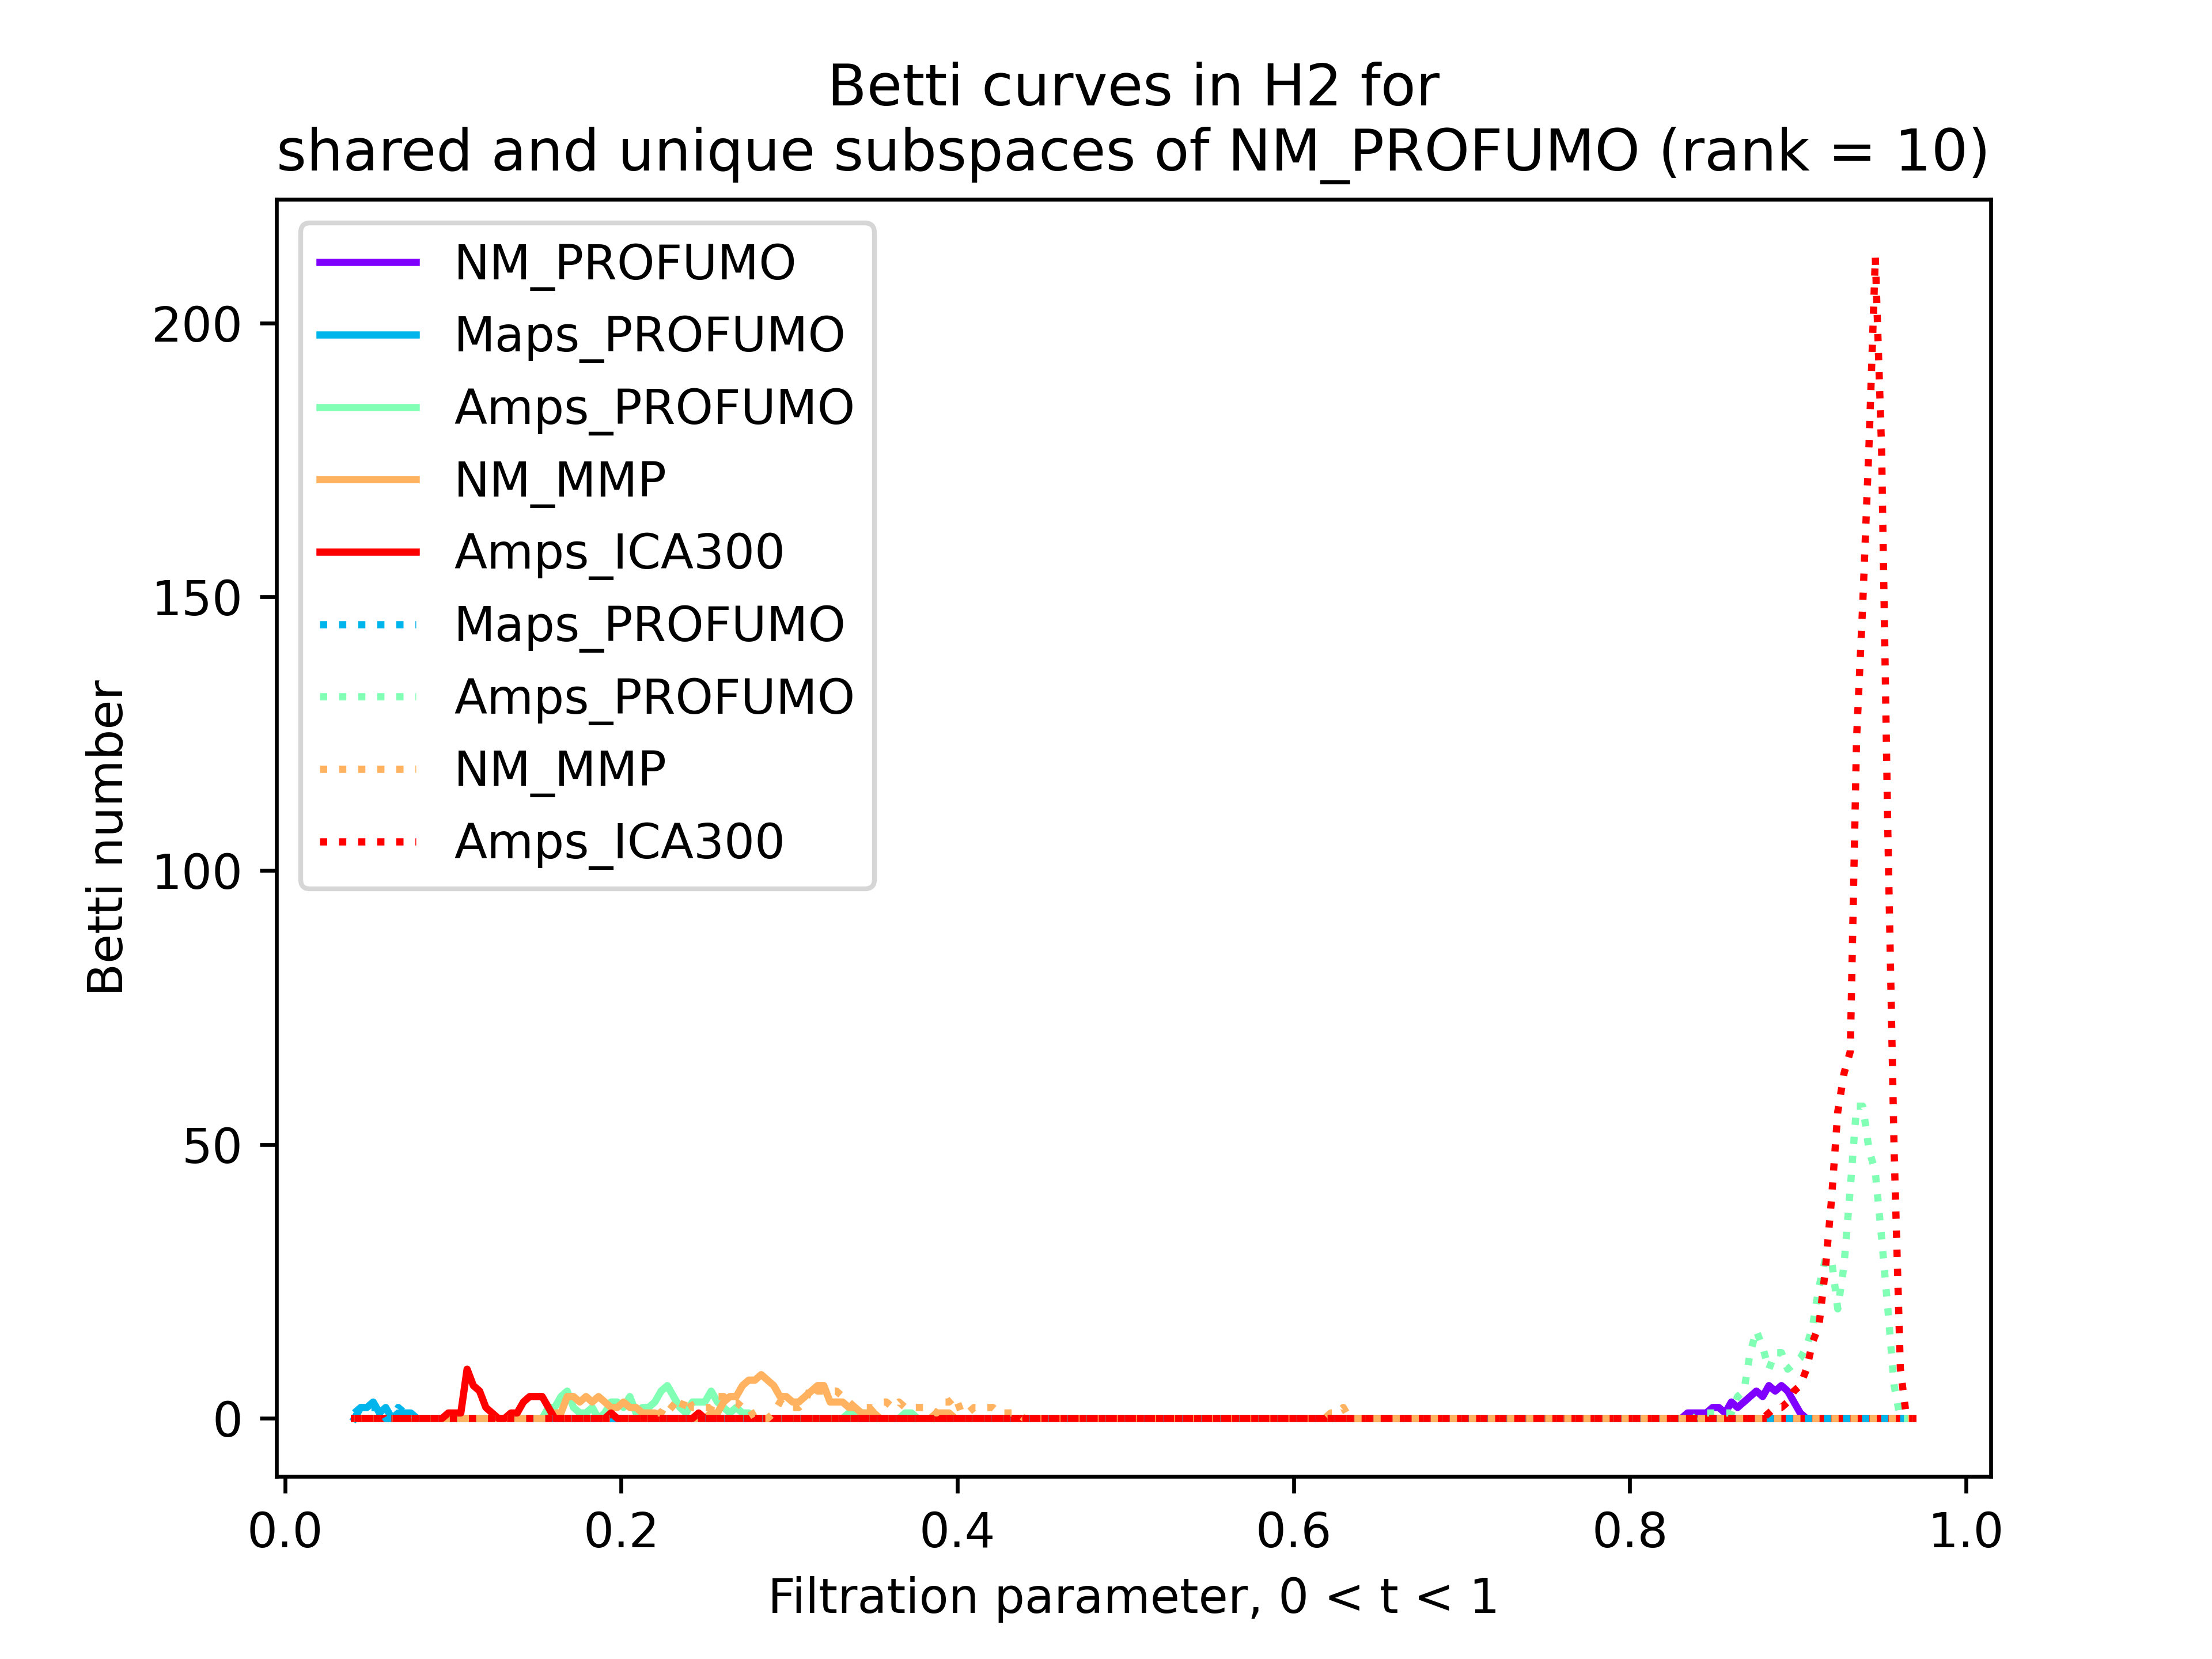 Betti curves in H2 for
shared and unique subspaces of NM_PROFUMO (rank = 10)
NM_PROFUMO
Maps_PROFUMO
Amps_PROFUMO
NM_MMP
Amps_ICA300
Maps_PROFUMO
Amps_PROFUMO
NM_MMP
Amps_ICA300
200
150
100
50
0
Betti number
0.0 0.2 0.4 0.6 0.8 1.0
Filtration parameter, 0 < t < 1